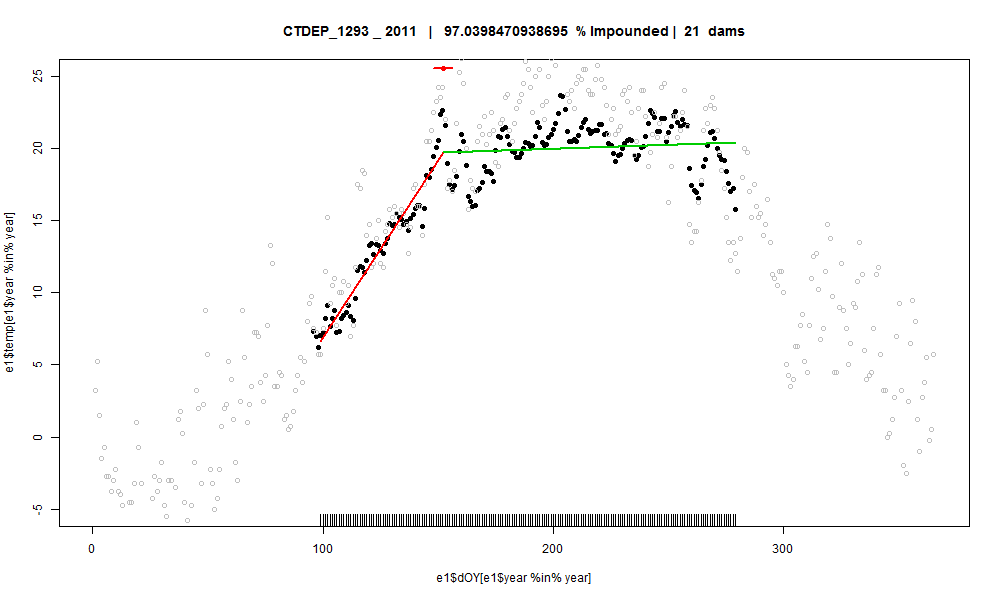 CTDEP_1293 _ 2011 | 97.0398470938695 % Impounded | 21 dams
e1$temp[e1$year %in% year]
25
20
15
10
5
0
-5
0 100 200 300
e1$dOY[e1$year %in% year]